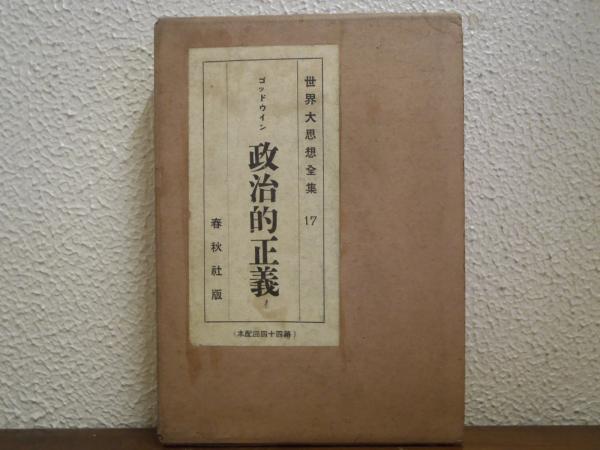 世界大思想全集 17
ゴッドウイン
政治的正義
春秋社版
(第四十四回配本)